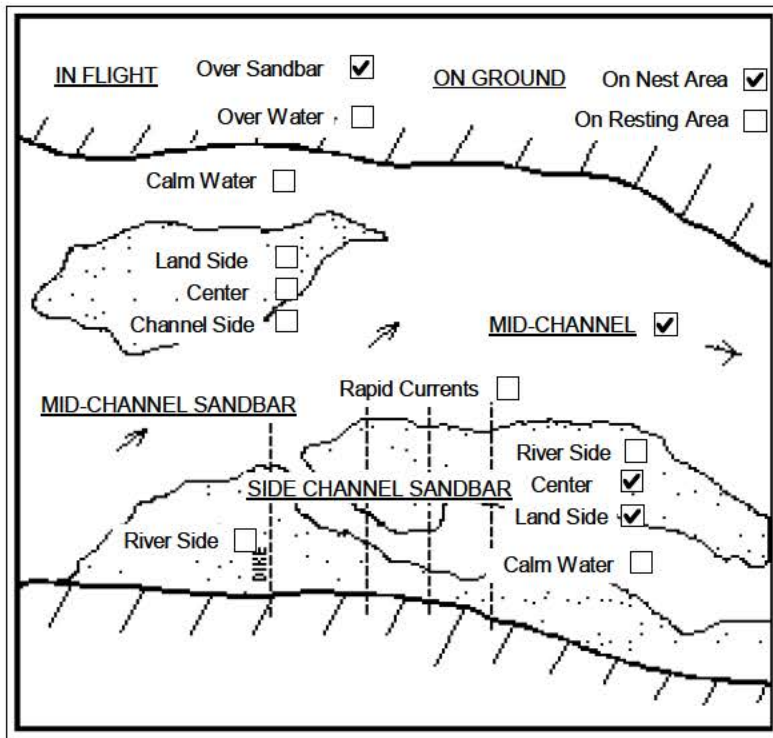 IN FLIGHT
Over Sandbar
ON GROUND
On Nest Area
Over Water
On Resting Area
Calm Water
Land Side
Center
Channel Side
MID-CHANNEL
Rapid Currents
MID-CHANNEL SANDBAR
River Side
SIDE CHANNEL SANDBAR
Center
Land Side
River Side
DIKE
Calm Water